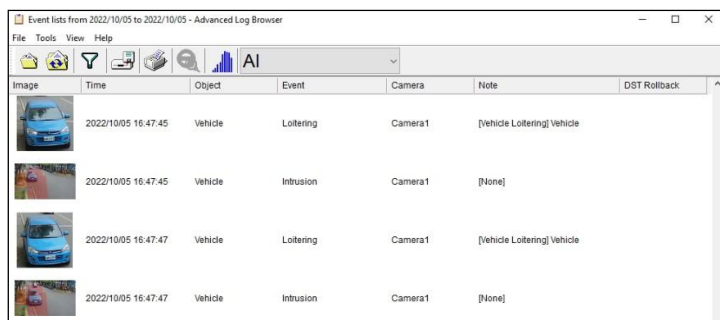 Event lists from 2022/10/05 to 2022/10/05 - Advanced Log Browser
File Tools View Help
AI
Image Time Object Event Camera Note DST Rollback
2022/10/05 16:47:45 Vehicle Loitering Camera1 [Vehicle Loitering] Vehicle
2022/10/05 16:47:45 Vehicle Intrusion Camera1 [None]
2022/10/05 16:47:47 Vehicle Loitering Camera1 [Vehicle Loitering] Vehicle
2022/10/05 16:47:47 Vehicle Intrusion Camera1 [None]